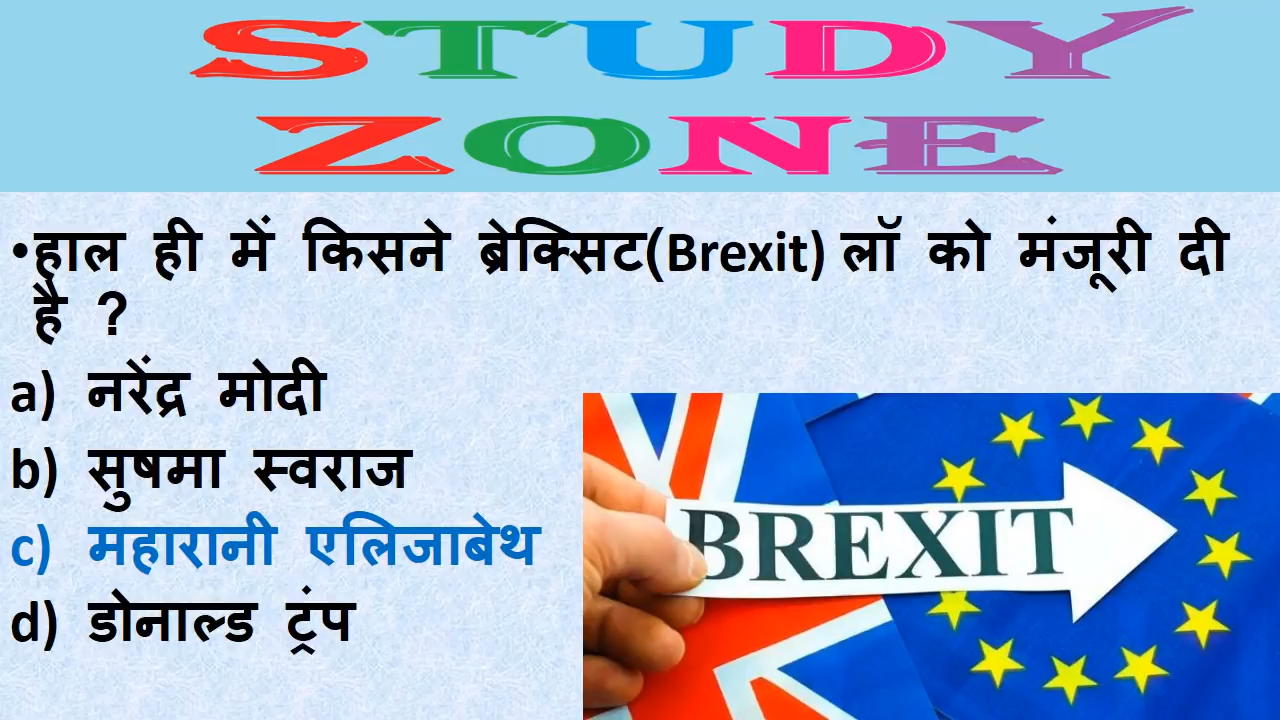 STUDY
ZONE
•हाल ही में किसने ब्रेक्सिट(Brexit) लॉ को मंजूरी दी
है ?
a) नरेंद्र मोदी
b) सुषमा स्वराज
c) महारानी एलिजाबेथ
d) डोनाल्ड ट्रंप
BREXIT